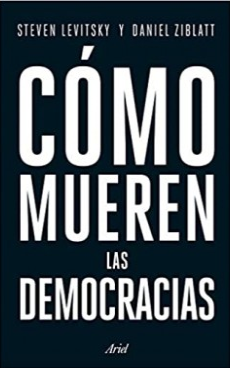 STEVEN LEVITSKY Y DANIEL ZIBLATT
CÓMO
MUEREN
LAS
DEMOCRACIAS
Ariel